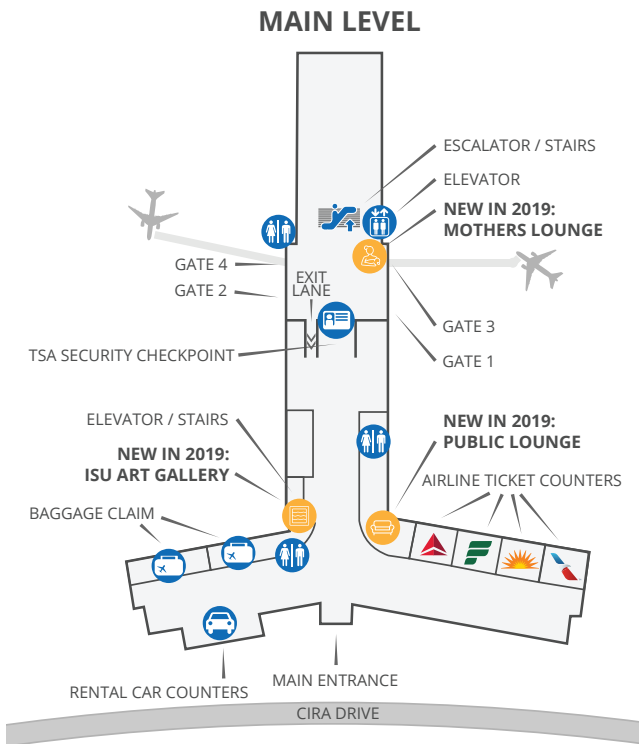 MAIN LEVEL
ESCALATOR / STAIRS
ELEVATOR
NEW IN 2019:
MOTHERS LOUNGE
GATE 4
GATE 2
EXIT
LANE
GATE 3
GATE 1
TSA SECURITY CHECKPOINT
ELEVATOR / STAIRS
NEW IN 2019:
ISU ART GALLERY
NEW IN 2019:
PUBLIC LOUNGE
AIRLINE TICKET COUNTERS
BAGGAGE CLAIM
RENTAL CAR COUNTERS
MAIN ENTRANCE
CIRA DRIVE